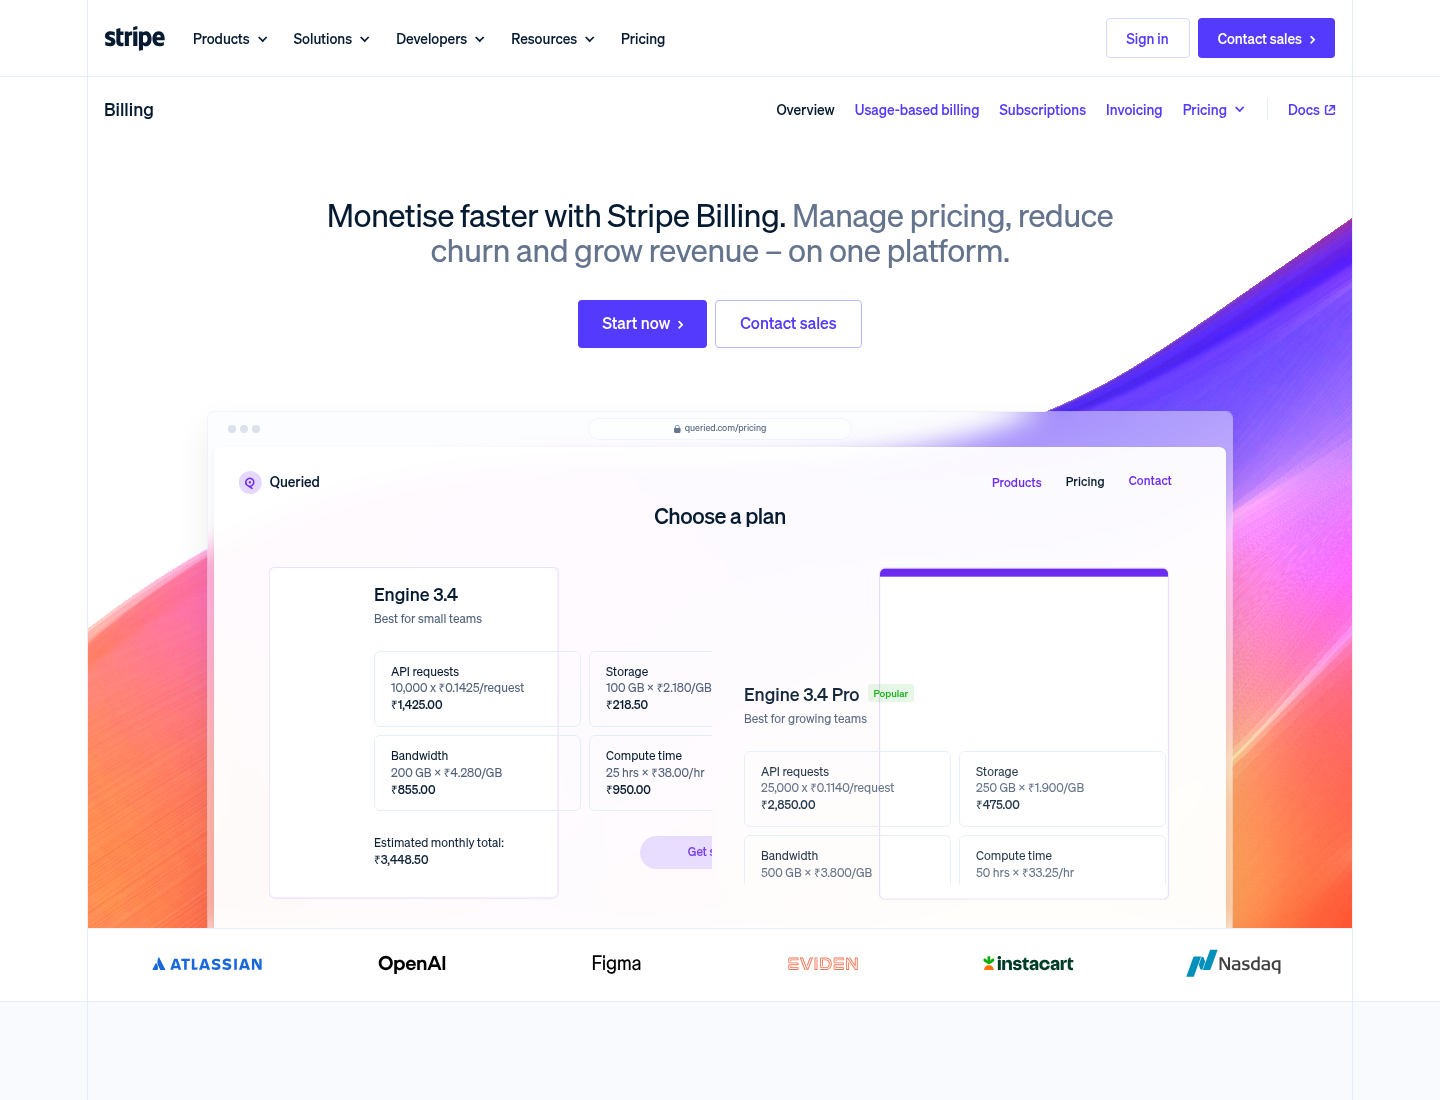 stripe
Products
Solutions
Developers
Resources
Pricing
Sign in
Contact sales
Billing
Overview
Usage-based billing
Subscriptions
Invoicing
Pricing
Docs
Monetise faster with Stripe Billing. Manage pricing, reduce
churn and grow revenue – on one platform.
Start now
Contact sales
queried.com/pricing
Queried
Products
Pricing
Contact
Choose a plan
Engine 3.4
Best for small teams
API requests
10,000 x ₹0.1425/request
₹1,425.00
Storage
100 GB × ₹2.180/GB
₹218.50
Bandwidth
200 GB × ₹4.280/GB
₹855.00
Compute time
25 hrs × ₹38.00/hr
₹950.00
Estimated monthly total:
₹3,448.50
Get
Engine 3.4 Pro
Popular
Best for growing teams
API requests
25,000 x ₹0.1140/request
₹2,850.00
Storage
250 GB × ₹1.900/GB
₹475.00
Bandwidth
500 GB × ₹3.800/GB
Compute time
50 hrs × ₹33.25/hr
ATLASSIAN
OpenAI
Figma
EVIDEN
instacart
Nasdaq